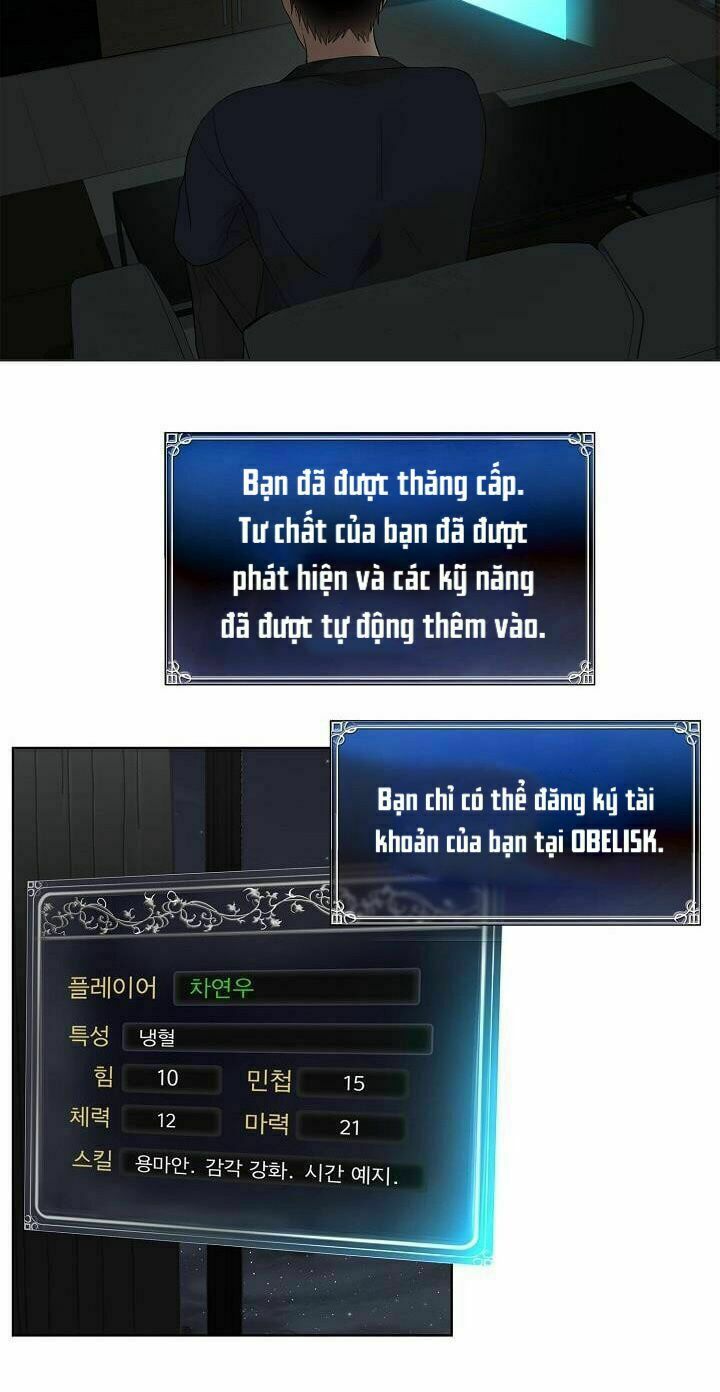 Bạn đã được thăng cấp.
Tư chất của bạn đã được
phát hiện và các kỹ năng
đã được tự động thêm vào.
Bạn chỉ có thể đăng ký tài
khoản của bạn tại OBELISK.
플레이어 차연우
특성 냉혈
힘 10 민첩 15
체력 12 마력 21
스킬 용마안. 감각 강화. 시간 예지.